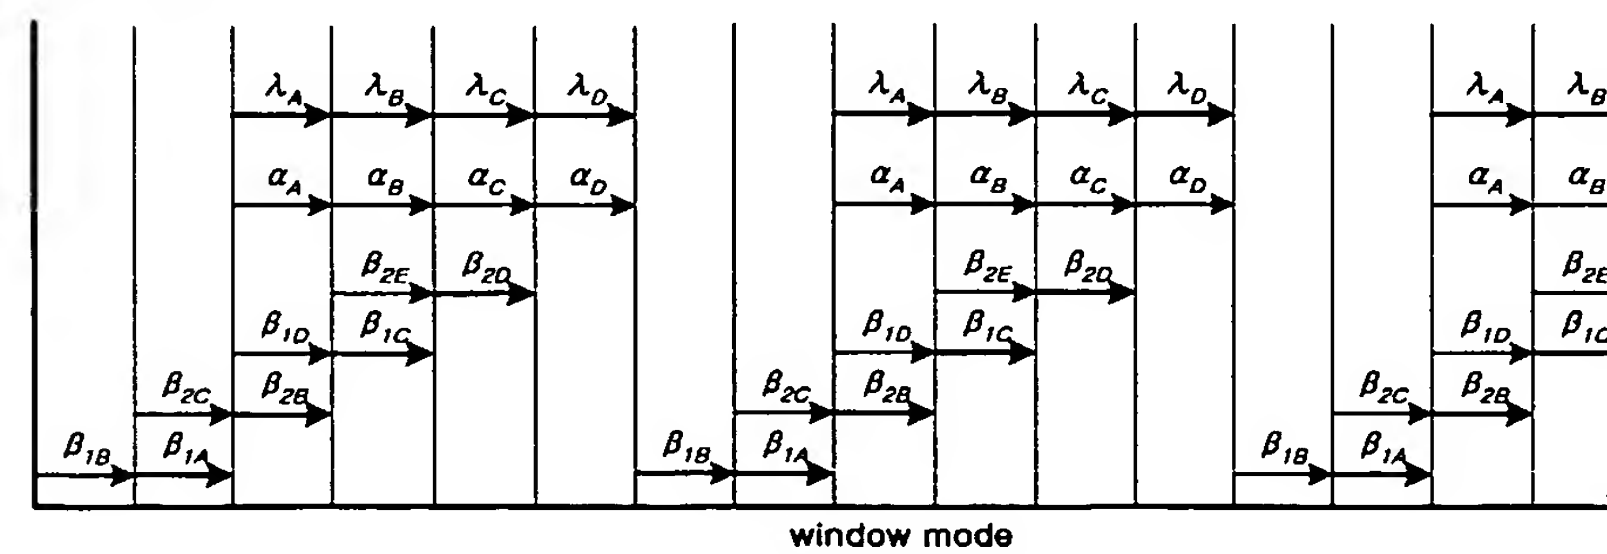 λA λB λC λD λA λB λC λD λA λB
αA αB αC αD αA αB αC αD αA αB
β2E β2D β2E β2D β2E
β1D β1C β1D β1C β1D β1C
β2C β2B β2C β2B β2C β2B
β1B β1A β1B β1A β1B β1A
window mode